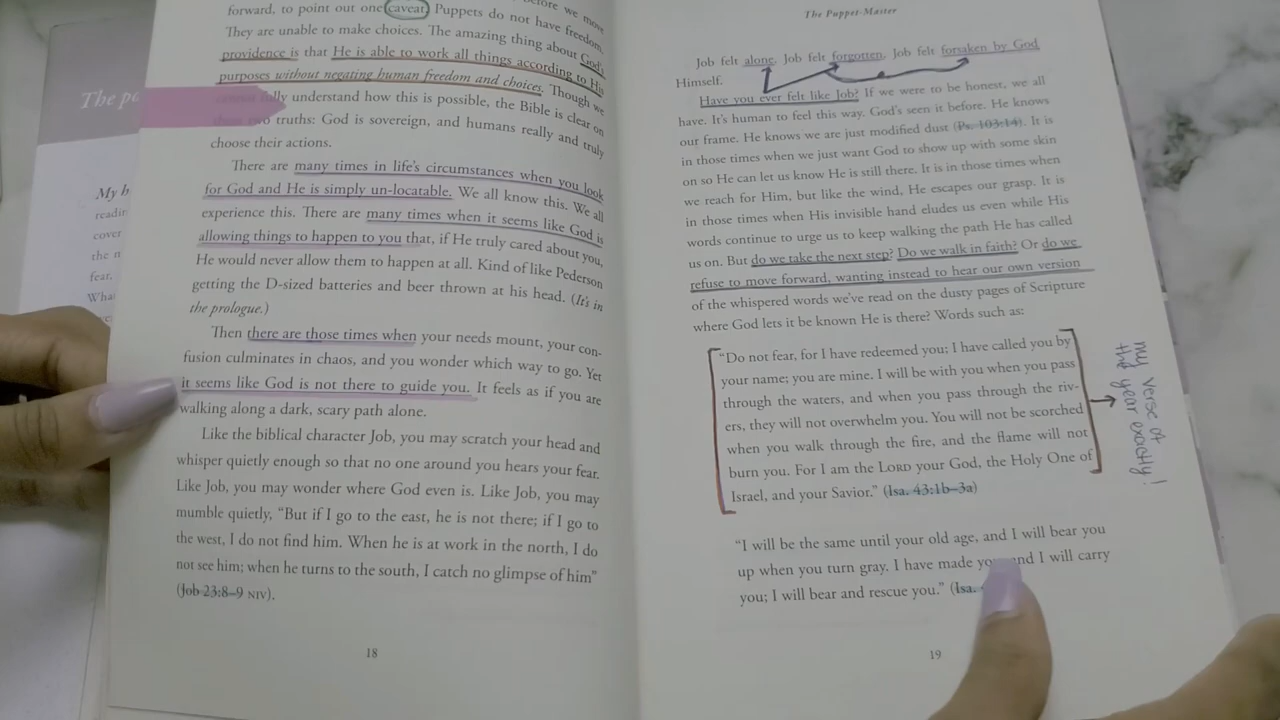 The po
My h
readin
cover
the n
fear.
Wha
before we move
forward, to point out one caveat. Puppets do not have freedom.
They are unable to make choices. The amazing thing about God's
providence is that He is able to work all things according to His
purposes without negating human freedom and choices. Though we
fully understand how this is possible, the Bible is clear on
two truths: God is sovereign, and humans really and truly
choose their actions.
There are many times in life's circumstances when you look
for God and He is simply un-locatable. We all know this. We all
experience this. There are many times when it seems like God is
allowing things to happen to you that, if He truly cared about you,
He would never allow them to happen at all. Kind of like Pederson
getting the D-sized batteries and beer thrown at his head. (It's in
the prologue.)
Then there are those times when your needs mount, your con-
fusion culminates in chaos, and you wonder which way to go. Yet
it seems like God is not there to guide you. It feels as if you are
walking along a dark, scary path alone.
Like the biblical character Job, you may scratch your head and
whisper quietly enough so that no one around you hears your fear.
Like Job, you may wonder where God even is. Like Job, you may
mumble quietly, “But if I go to the east, he is not there; if I go to
the west, I do not find him. When he is at work in the north, I do
not see him; when he turns to the south, I catch no glimpse of him”
(Job 23:8–9 NIV).
18
The Puppet-Master
Job felt alone. Job felt forgotten. Job felt forsaken by God
Himself.
Have you ever felt like Job? If we were to be honest, we all
have. It's human to feel this way. God's seen it before. He knows
our frame. He knows we are just modified dust (Ps. 103:14). It is
in those times when we just want God to show up with some skin
on so He can let us know He is still there. It is in those times when
we reach for Him, but like the wind, He escapes our grasp. It is
in those times when His invisible hand eludes us even while His
words continue to urge us to keep walking the path He has called
us on. But do we take the next step? Do we walk in faith? Or do we
refuse to move forward, wanting instead to hear our own version
of the whispered words we've read on the dusty pages of Scripture
where God lets it be known He is there? Words such as:
“Do not fear, for I have redeemed you; I have called you by
your name; you are mine. I will be with you when you pass
through the waters, and when you pass through the riv-
ers, they will not overwhelm you. You will not be scorched
when you walk through the fire, and the flame will not
burn you. For I am the LORD your God, the Holy One of
Israel, and your Savior.” (Isa. 43:1b–3a)
my verse of
the year exactly!
“I will be the same until your old age, and I will bear you
up when you turn gray. I have made you and I will carry
you; I will bear and rescue you.” (Isa.
19